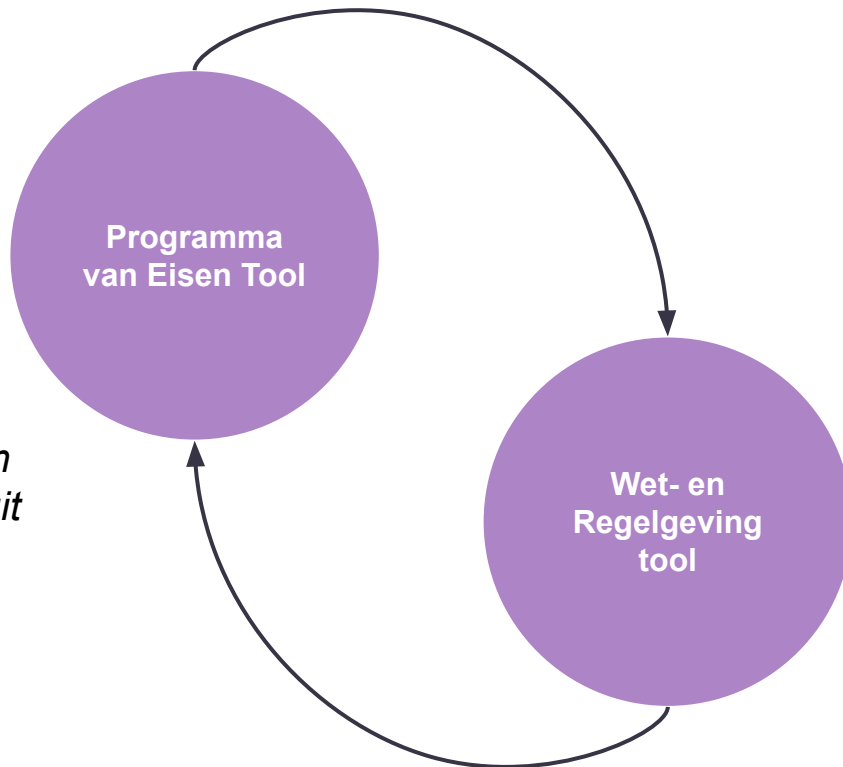 Programma
van Eisen Tool
Wet- en
Regelgeving
tool